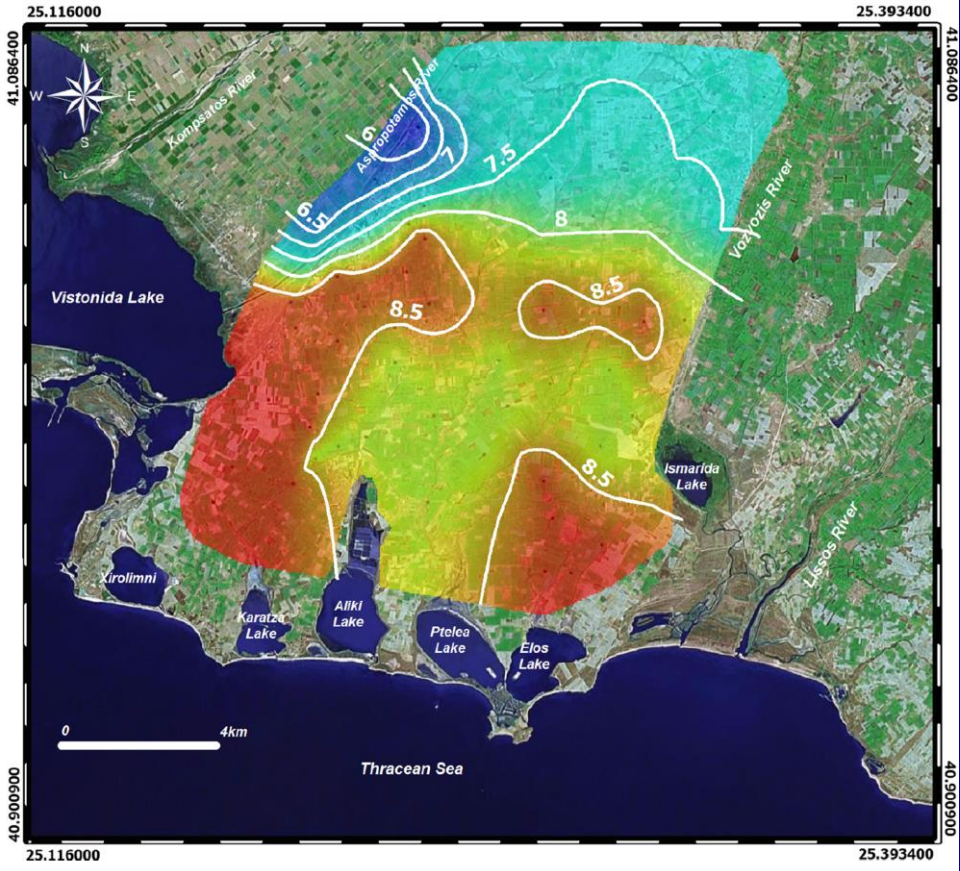 25.116000
25.393400
41.086400
41.086400
N
W
E
S
Kompsatos River
Aspropotamos River
6
7
7.5
6.5
8
Vozvozis River
Vistonida Lake
8.5
8.5
8.5
Ismarida
Lake
Lissos River
Xirolimni
Karatza
Lake
Aliki
Lake
Ptelea
Lake
Elos
Lake
0
4km
Thracean Sea
40.900900
40.900900
25.116000
25.393400